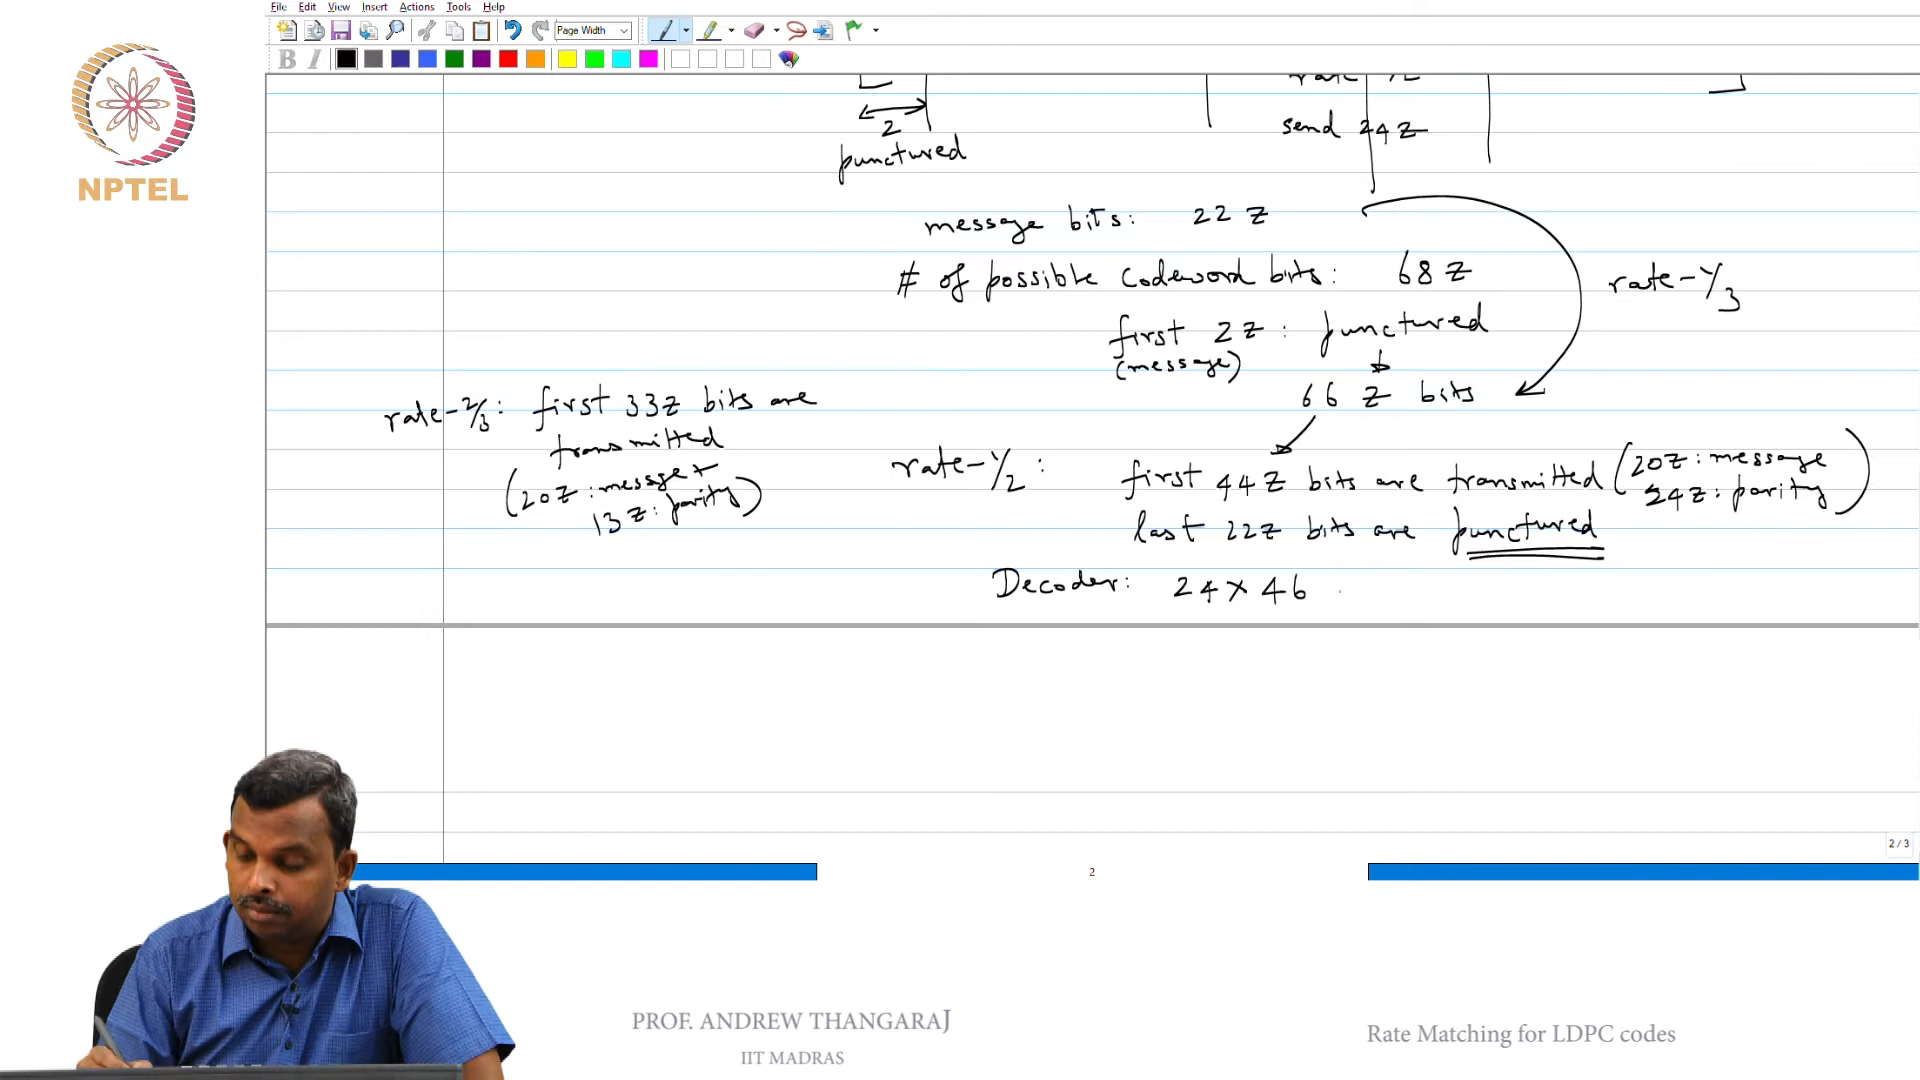 File Edit View Insert Actions Tools Help
Page Width
B I
NPTEL
send 24 Z
2
punctured
message bits: 22 Z
# of possible codeword bits: 68 Z
rate-1/3
first 2Z: punctured
(message)
66 Z bits
rate-2/3: first 33Z bits are
transmitted
(20Z: message +
13Z: parity)
rate-1/2: first 44Z bits are transmitted (20Z: message
24Z: parity)
last 22Z bits are punctured
Decoder: 24 x 46
2 / 3
2
PROF. ANDREW THANGARAJ
IIT MADRAS
Rate Matching for LDPC codes